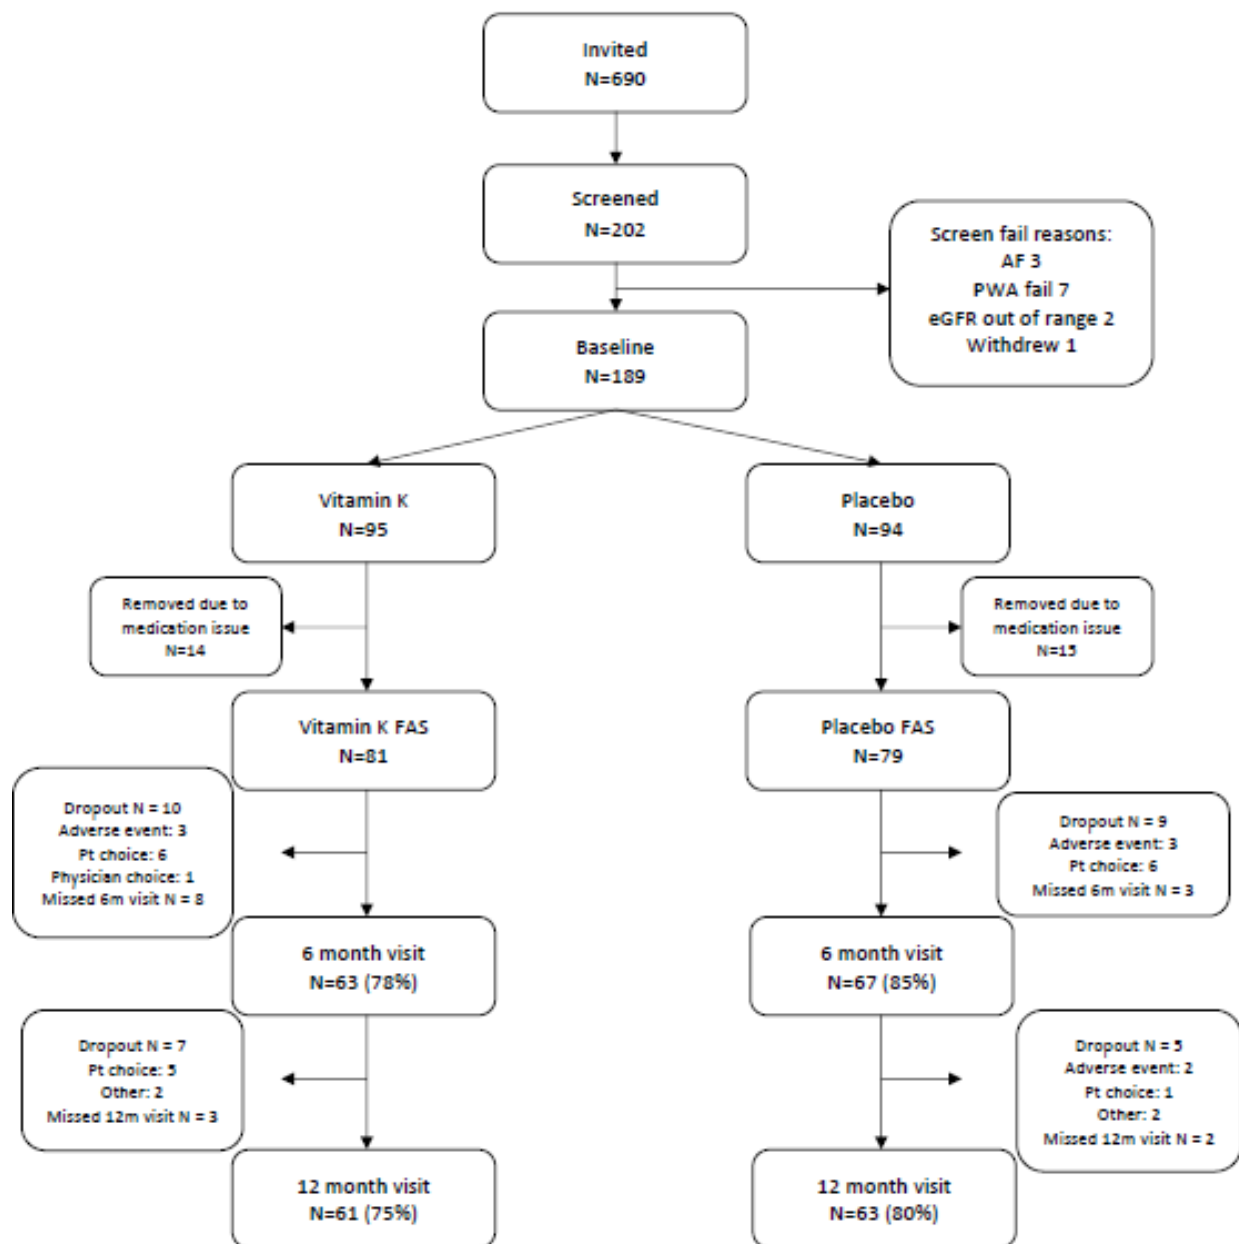 Invited
N=690
Screened
N=202
Screen fail reasons:
AF 3
PWA fail 7
eGFR out of range 2
Withdrew 1
Baseline
N=189
Vitamin K
N=95
Placebo
N=94
Removed due to
medication issue
N=14
Removed due to
medication issue
N=15
Vitamin K FAS
N=81
Placebo FAS
N=79
Dropout N = 10
Adverse event: 3
Pt choice: 6
Physician choice: 1
Missed 6m visit N = 8
Dropout N = 9
Adverse event: 3
Pt choice: 6
Missed 6m visit N = 3
6 month visit
N=63 (78%)
6 month visit
N=67 (85%)
Dropout N = 7
Pt choice: 5
Other: 2
Missed 12m visit N = 3
Dropout N = 5
Adverse event: 2
Pt choice: 1
Other: 2
Missed 12m visit N = 2
12 month visit
N=61 (75%)
12 month visit
N=63 (80%)